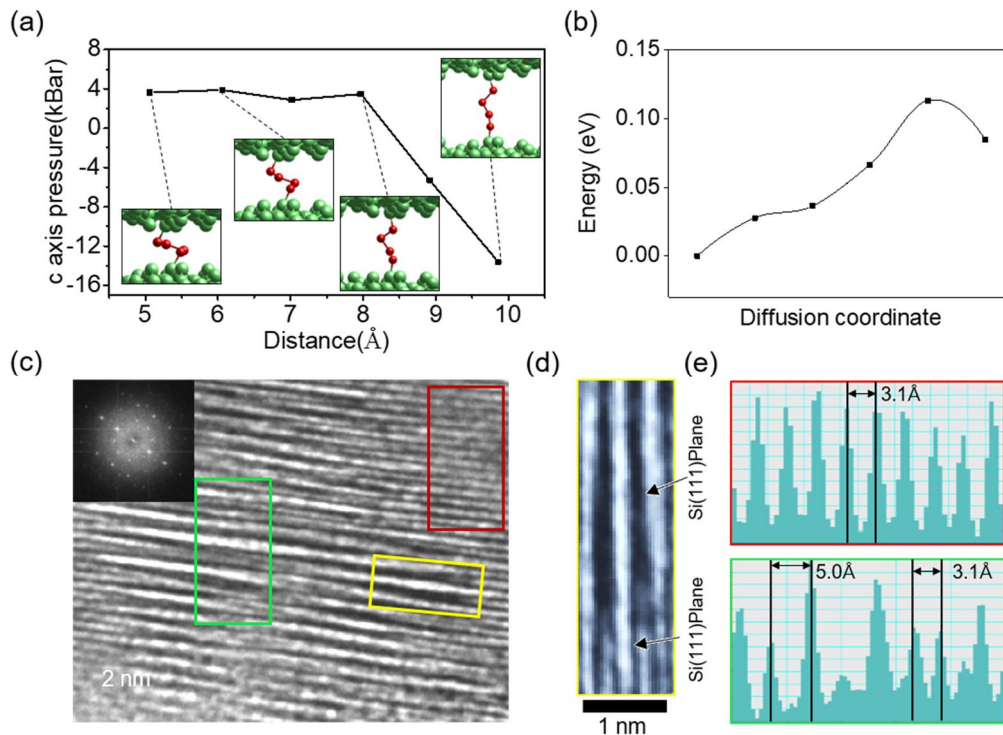 (a)
8
4
0
-4
-8
-12
-16
c axis pressure(kBar)
5 6 7 8 9 10
Distance(Å)
(b)
0.15
0.10
0.05
0.00
Energy (eV)
Diffusion coordinate
(c)
2 nm
(d)
Si(111)Plane
Si(111)Plane
1 nm
(e)
3.1Å
5.0Å
3.1Å